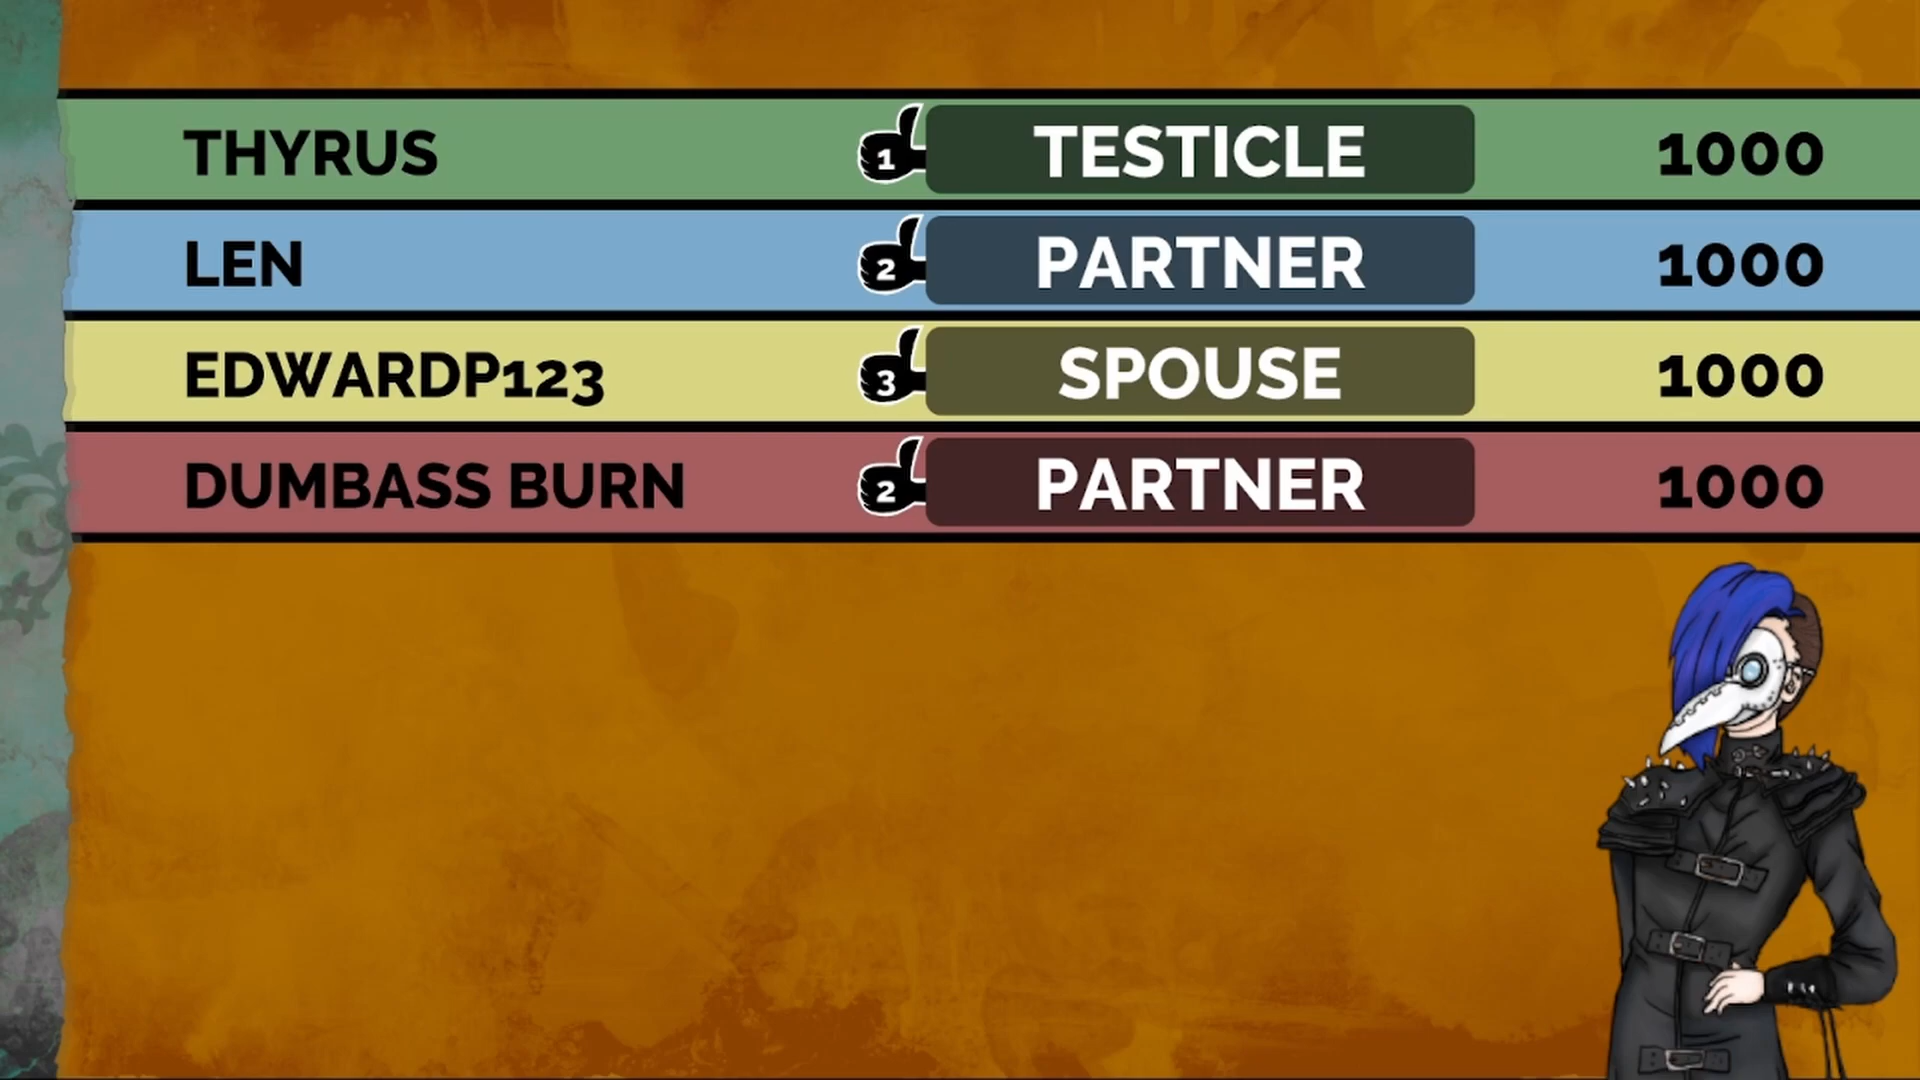 THYRUS 1 TESTICLE 1000
LEN 2 PARTNER 1000
EDWARDP123 3 SPOUSE 1000
DUMBASS BURN 2 PARTNER 1000